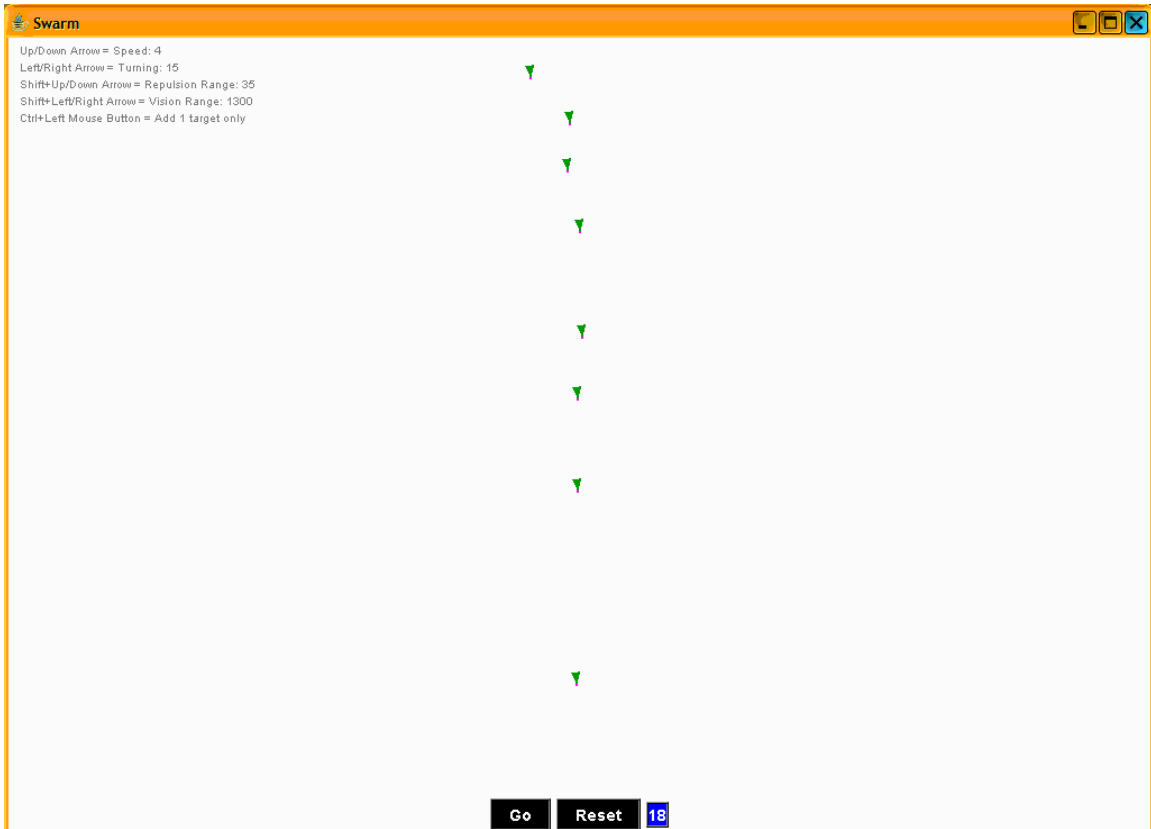 Swarm
Up/Down Arrow = Speed: 4
Left/Right Arrow = Turning: 15
Shift+Up/Down Arrow = Repulsion Range: 35
Shift+Left/Right Arrow = Vision Range: 1300
Ctrl+Left Mouse Button = Add 1 target only
Go Reset 18